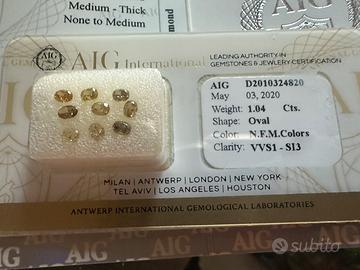 Medium - Thick
None to Medium
AIG International
LEADING AUTHORITY IN
GEMSTONES & JEWELRY CERTIFICATION
AIG D2010324820
May 03, 2020
Weight: 1.04 Cts.
Shape: Oval
Color: N.F.M.Colors
Clarity: VVS1 - SI3
MILAN | ANTWERP | LONDON | NEW YORK
TEL AVIV | LOS ANGELES | HOUSTON
ANTWERP INTERNATIONAL GEMOLOGICAL LABORATORIES
AIG
AIG
subito